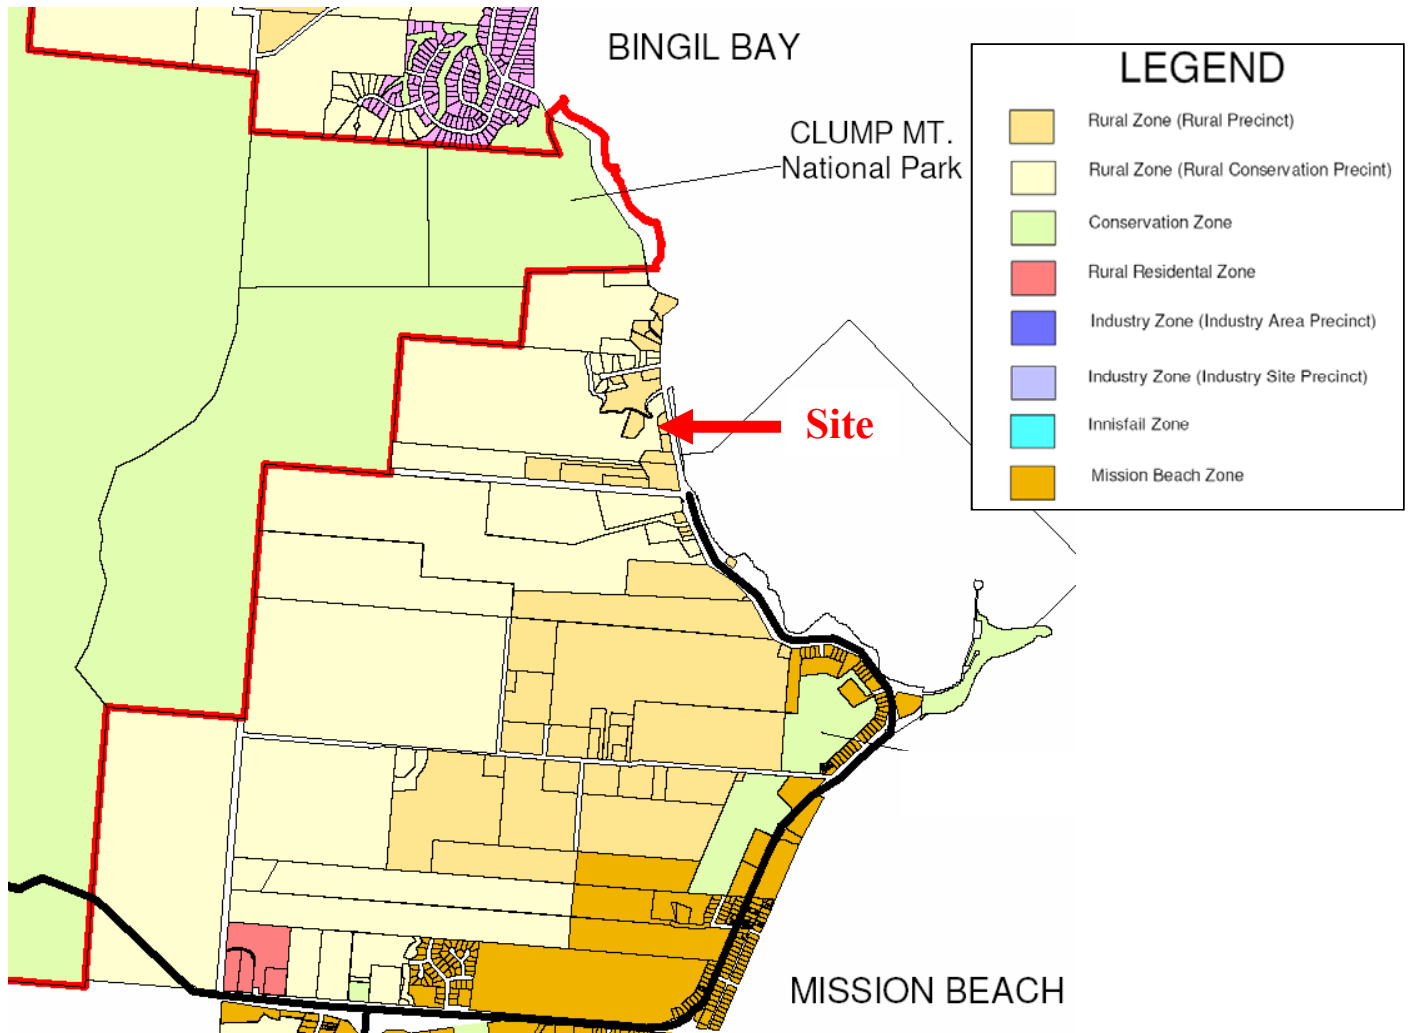 BINGIL BAY
CLUMP MT.
National Park
Site
MISSION BEACH
LEGEND
Rural Zone (Rural Precinct)
Rural Zone (Rural Conservation Precint)
Conservation Zone
Rural Residental Zone
Industry Zone (Industry Area Precinct)
Industry Zone (Industry Site Precinct)
Innisfail Zone
Mission Beach Zone